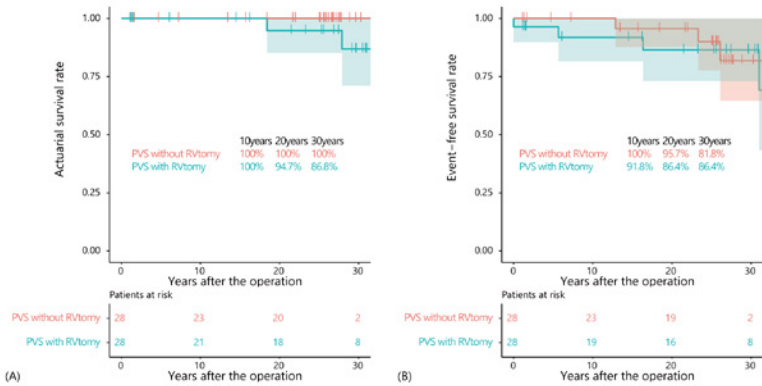 Actuarial survival rate
1.00
0.75
0.50
0.25
0.00
10years 20years 30years
PVS without RVtomy 100% 100% 100%
PVS with RVtomy 100% 94.7% 86.8%
0 10 20 30
Years after the operation
Patients at risk
PVS without RVtomy 28 23 20 2
PVS with RVtomy 28 21 18 8
0 10 20 30
Years after the operation
(A)
Event-free survival rate
1.00
0.75
0.50
0.25
0.00
10years 20years 30years
PVS without RVtomy 100% 95.7% 81.8%
PVS with RVtomy 91.8% 86.4% 86.4%
0 10 20 30
Years after the operation
Patients at risk
PVS without RVtomy 28 23 19 2
PVS with RVtomy 28 19 16 8
0 10 20 30
Years after the operation
(B)